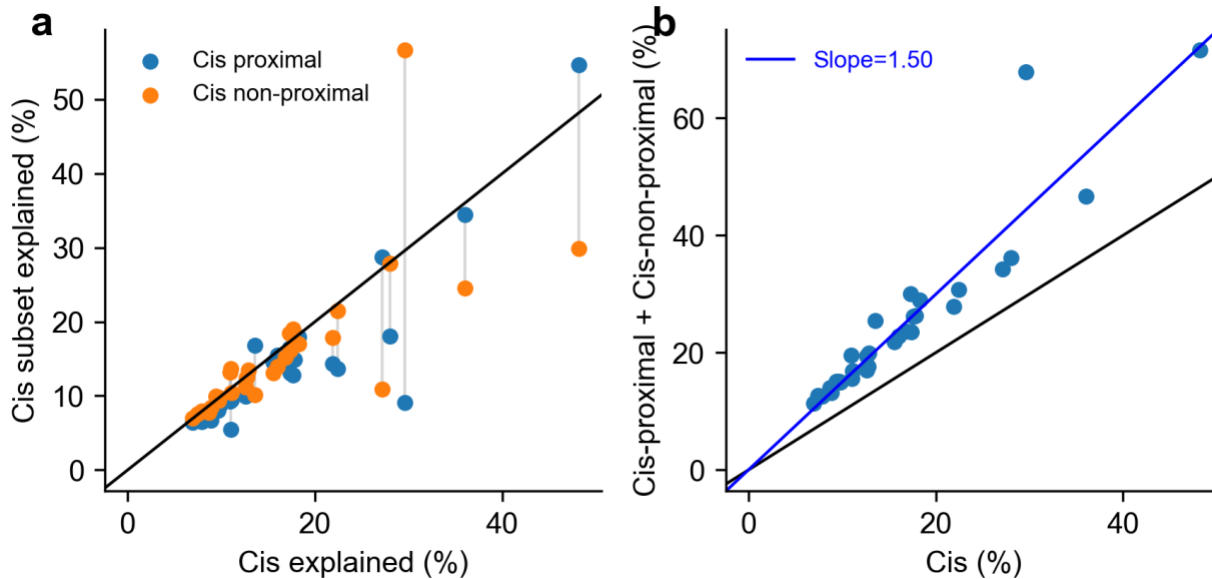 a
Cis proximal
Cis non-proximal
Cis subset explained (%)
50
40
30
20
10
0
0 20 40
Cis explained (%)
b
Slope=1.50
Cis-proximal + Cis-non-proximal (%)
60
40
20
0
0 20 40
Cis (%)